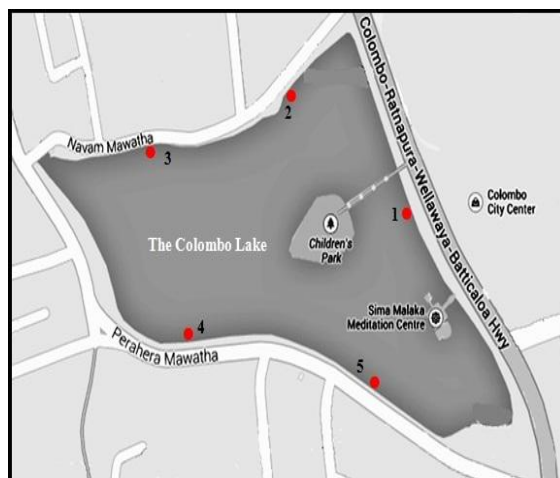 Colombo-Ratnapura-Wellawaya-Batticaloa Hwy
2
Navam Mawatha
3
1
Colombo
City Center
The Colombo Lake
Children's
Park
Sima Malaka
Meditation Centre
4
Perahera Mawatha
5